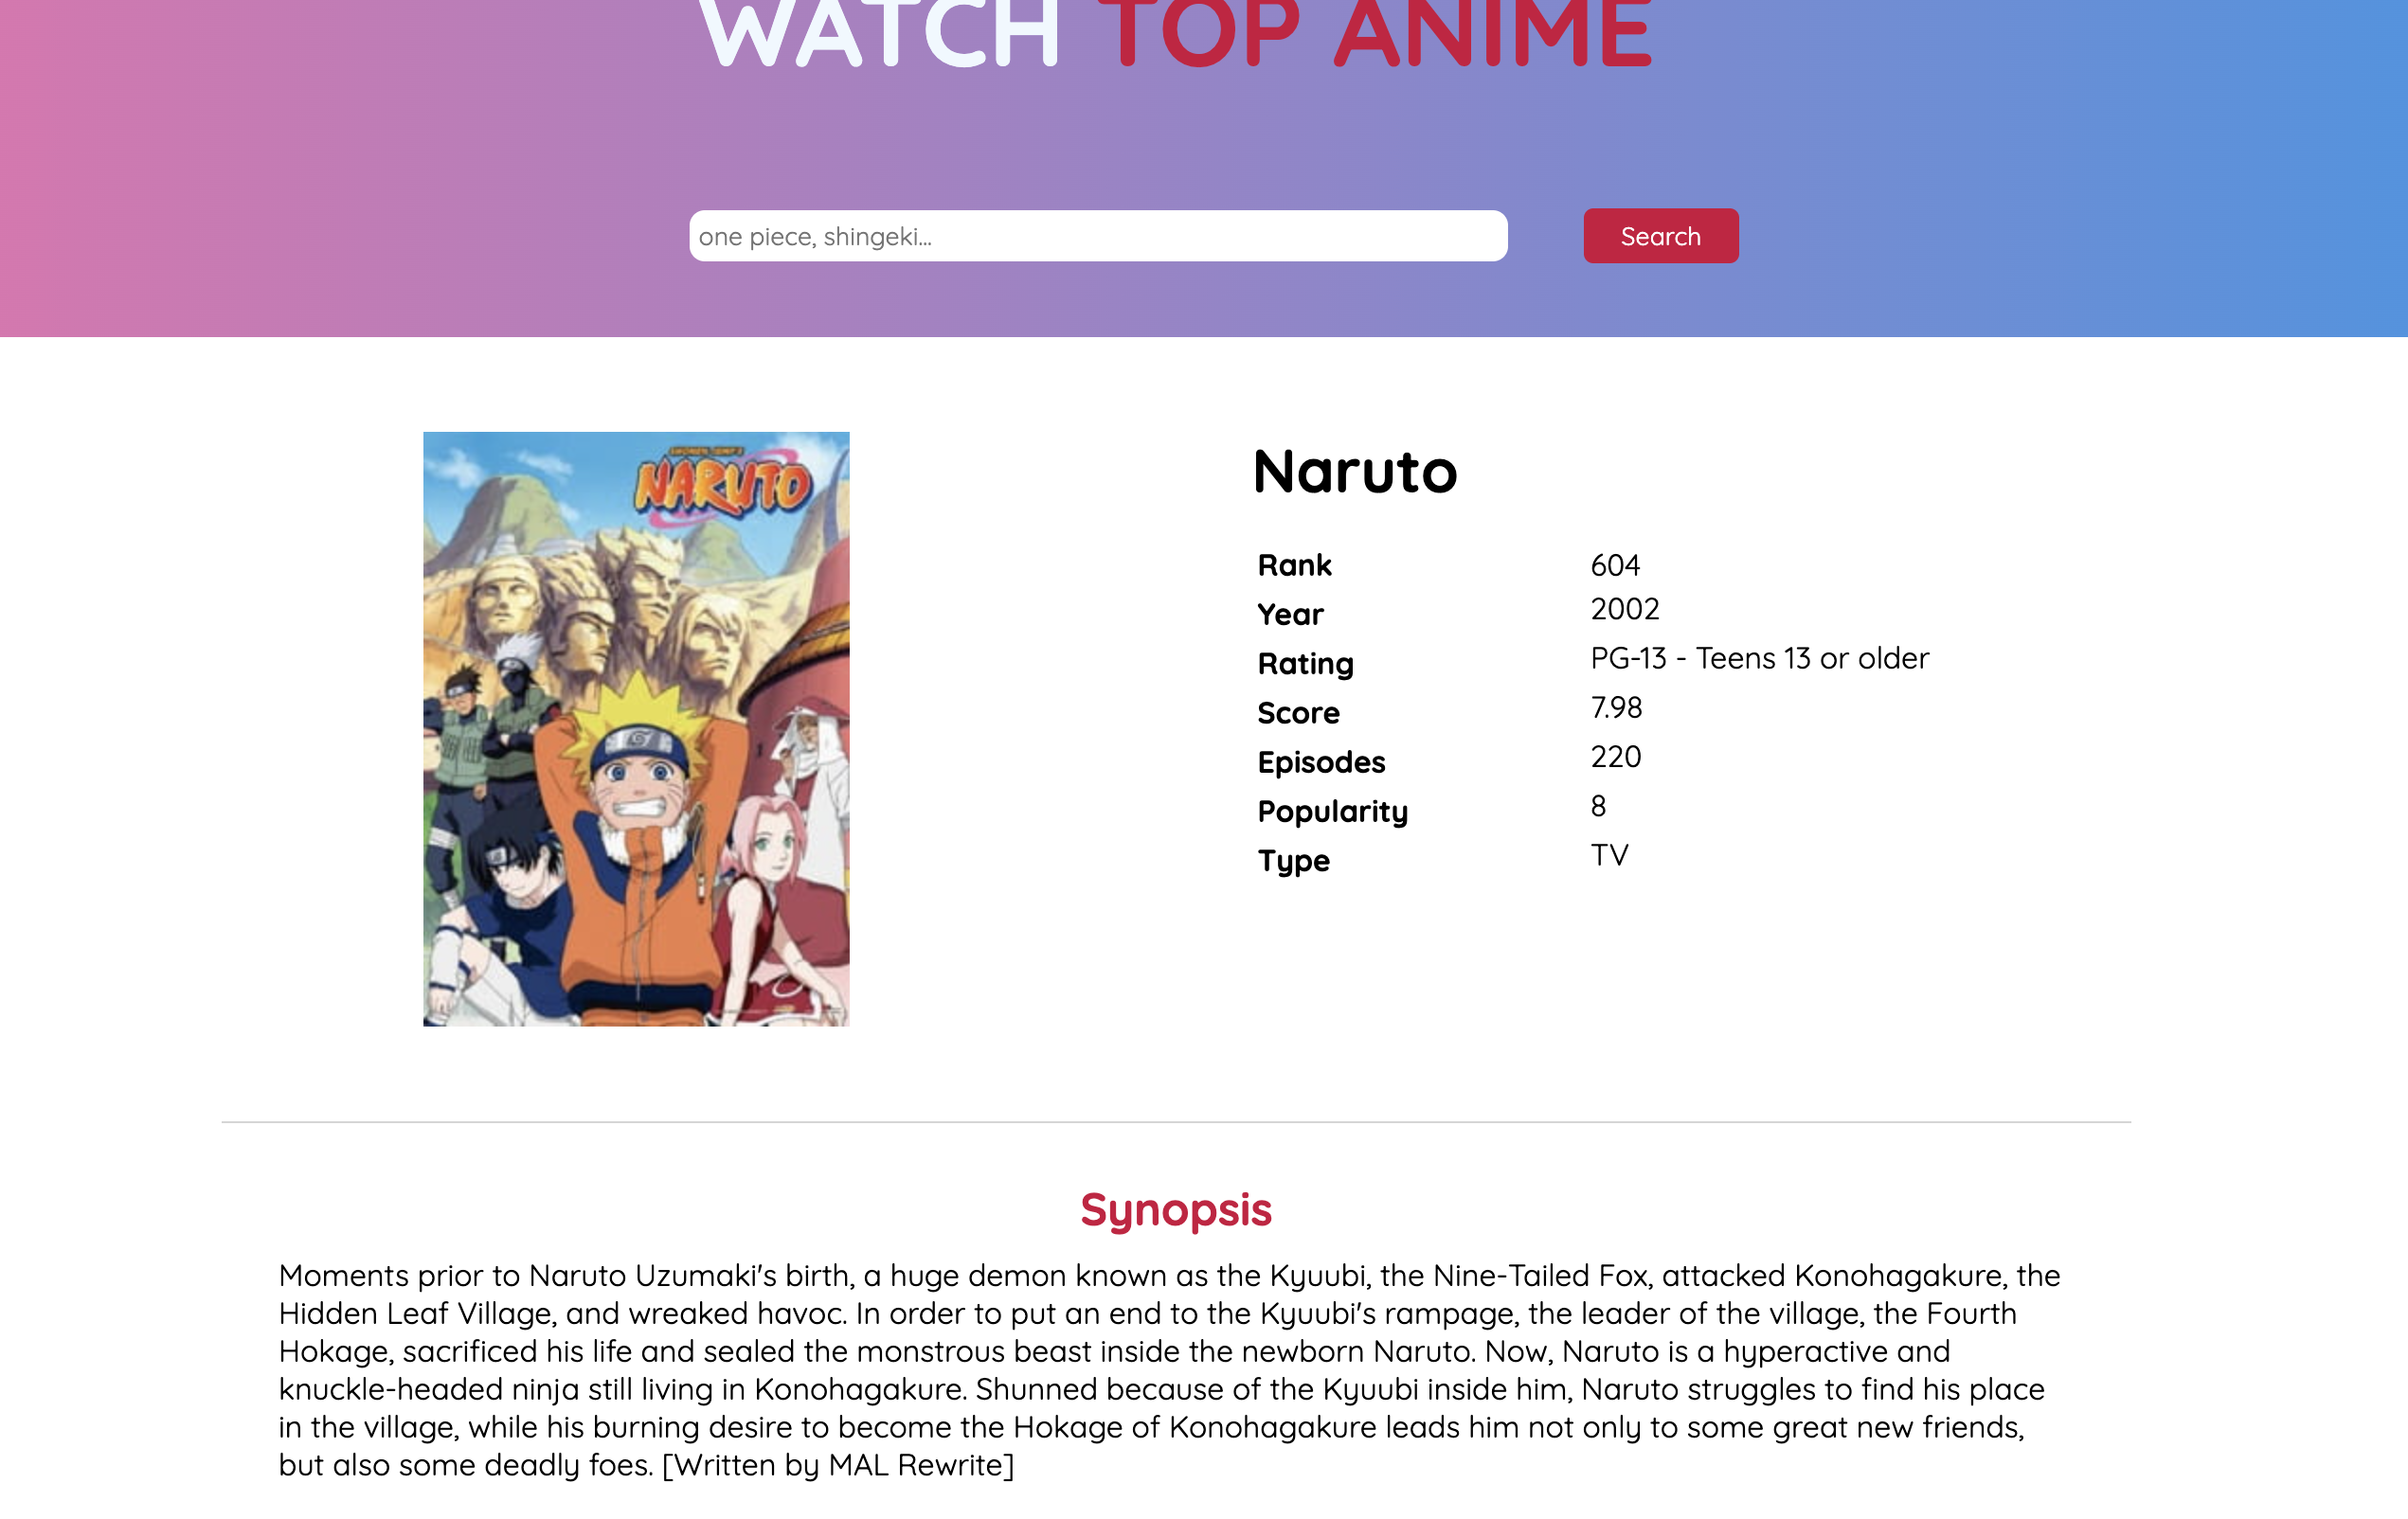 WATCH TOP ANIME
one piece, shingeki...
Search
SHONEN JUMP'S
NARUTO
Naruto
Rank 604
Year 2002
Rating PG-13 - Teens 13 or older
Score 7.98
Episodes 220
Popularity 8
Type TV
Synopsis
Moments prior to Naruto Uzumaki's birth, a huge demon known as the Kyuubi, the Nine-Tailed Fox, attacked Konohagakure, the
Hidden Leaf Village, and wreaked havoc. In order to put an end to the Kyuubi's rampage, the leader of the village, the Fourth
Hokage, sacrificed his life and sealed the monstrous beast inside the newborn Naruto. Now, Naruto is a hyperactive and
knuckle-headed ninja still living in Konohagakure. Shunned because of the Kyuubi inside him, Naruto struggles to find his place
in the village, while his burning desire to become the Hokage of Konohagakure leads him not only to some great new friends,
but also some deadly foes. [Written by MAL Rewrite]